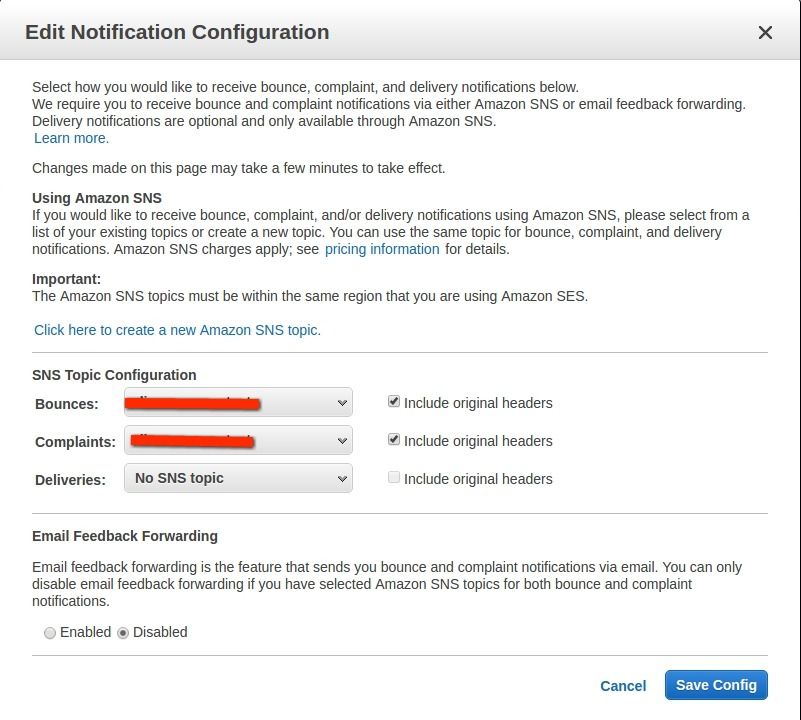 Edit Notification Configuration
Select how you would like to receive bounce, complaint, and delivery notifications below.
We require you to receive bounce and complaint notifications via either Amazon SNS or email feedback forwarding.
Delivery notifications are optional and only available through Amazon SNS.
Learn more.
Changes made on this page may take a few minutes to take effect.
Using Amazon SNS
If you would like to receive bounce, complaint, and/or delivery notifications using Amazon SNS, please select from a
list of your existing topics or create a new topic. You can use the same topic for bounce, complaint, and delivery
notifications. Amazon SNS charges apply; see pricing information for details.
Important:
The Amazon SNS topics must be within the same region that you are using Amazon SES.
Click here to create a new Amazon SNS topic.
SNS Topic Configuration
Bounces: Include original headers
Complaints: Include original headers
Deliveries: No SNS topic Include original headers
Email Feedback Forwarding
Email feedback forwarding is the feature that sends you bounce and complaint notifications via email. You can only
disable email feedback forwarding if you have selected Amazon SNS topics for both bounce and complaint
notifications.
Enabled Disabled
Cancel Save Config